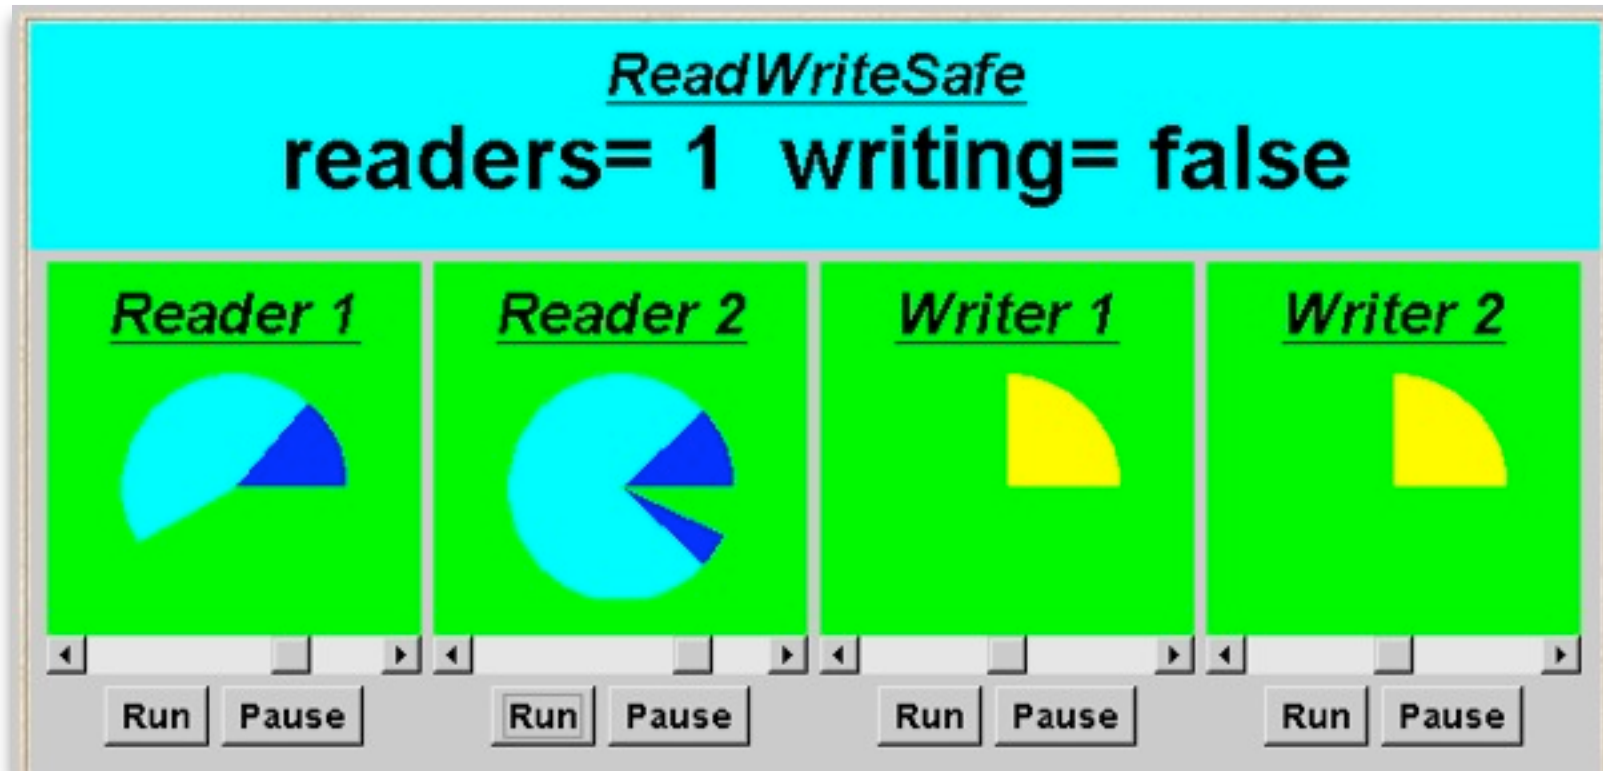 ReadWriteSafe
readers= 1 writing= false
Reader 1
Reader 2
Writer 1
Writer 2
Run Pause
Run Pause
Run Pause
Run Pause